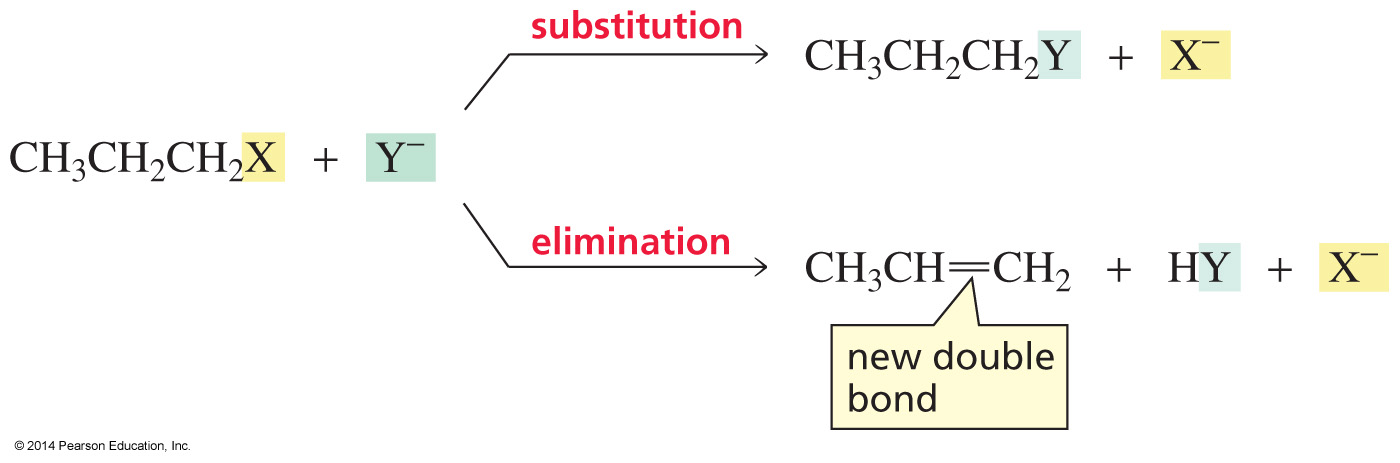 substitution
CH₃CH₂CH₂Y + X⁻
CH₃CH₂CH₂X + Y⁻
elimination
CH₃CH=CH₂ + HY + X⁻
new double
bond
© 2014 Pearson Education, Inc.